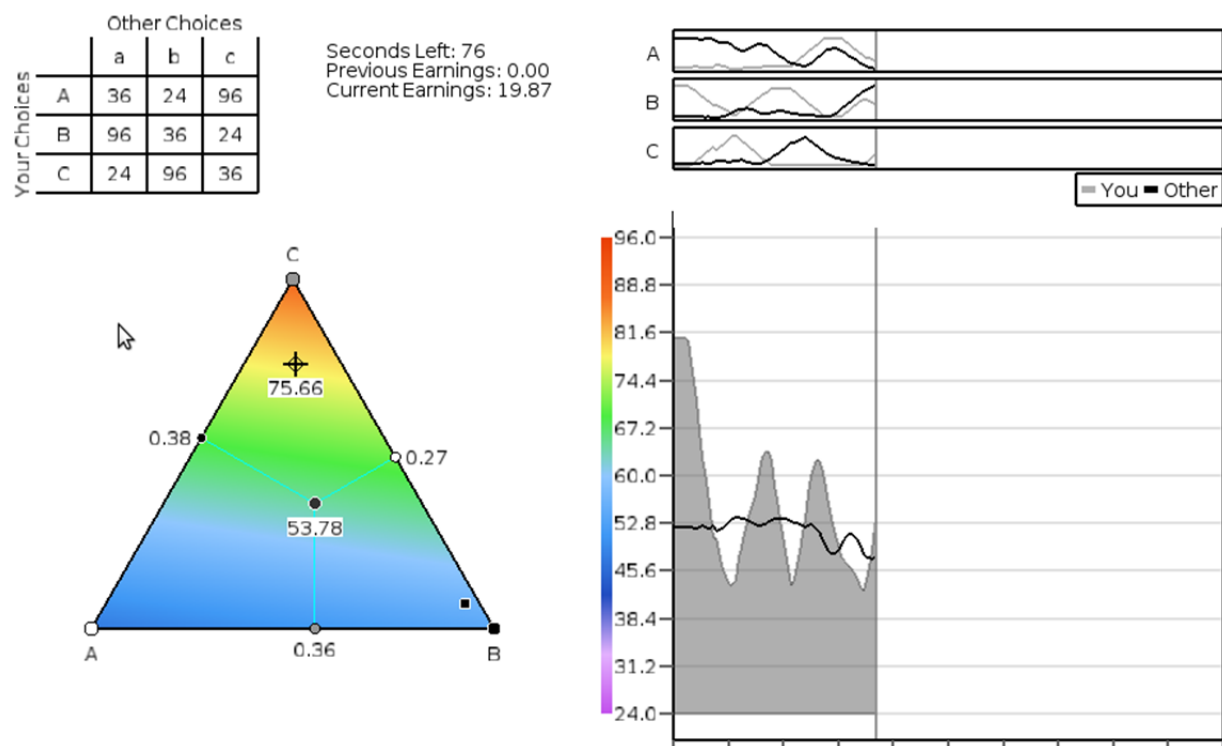 Other Choices
Your Choices
a b c
A 36 24 96
B 96 36 24
C 24 96 36
Seconds Left: 76
Previous Earnings: 0.00
Current Earnings: 19.87
A
B
C
You Other
C
75.66
0.38
0.27
53.78
A
0.36
B
96.0
88.8
81.6
74.4
67.2
60.0
52.8
45.6
38.4
31.2
24.0